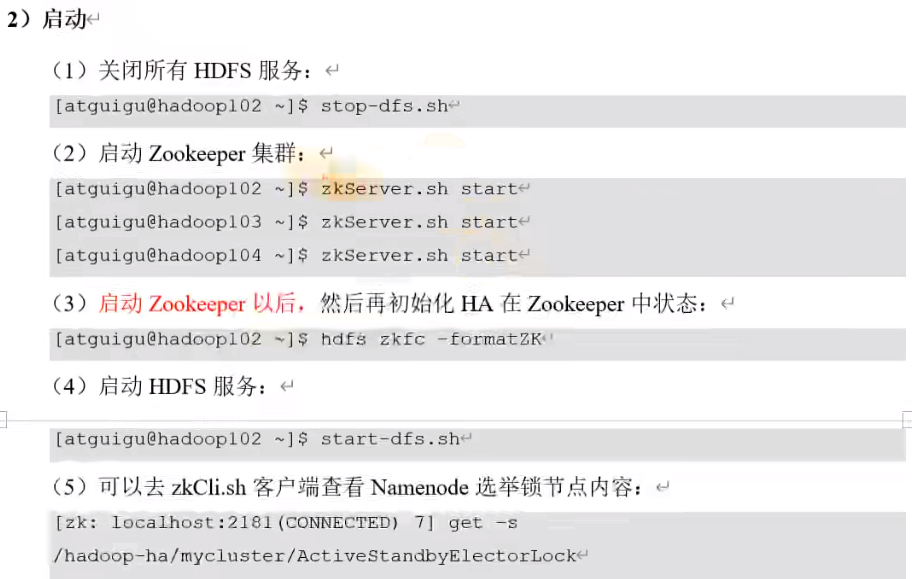 2）启动↵
（1）关闭所有 HDFS 服务：↵
[atguigu@hadoop102 ~]$ stop-dfs.sh↵
（2）启动 Zookeeper 集群：↵
[atguigu@hadoop102 ~]$ zkServer.sh start↵
[atguigu@hadoop103 ~]$ zkServer.sh start↵
[atguigu@hadoop104 ~]$ zkServer.sh start↵
（3）启动 Zookeeper 以后，然后再初始化 HA 在 Zookeeper 中状态：↵
[atguigu@hadoop102 ~]$ hdfs zkfc -formatZK↵
（4）启动 HDFS 服务：↵
[atguigu@hadoop102 ~]$ start-dfs.sh↵
（5）可以去 zkCli.sh 客户端查看 Namenode 选举锁节点内容：↵
[zk: localhost:2181(CONNECTED) 7] get -s
/hadoop-ha/mycluster/ActiveStandbyElectorLock↵